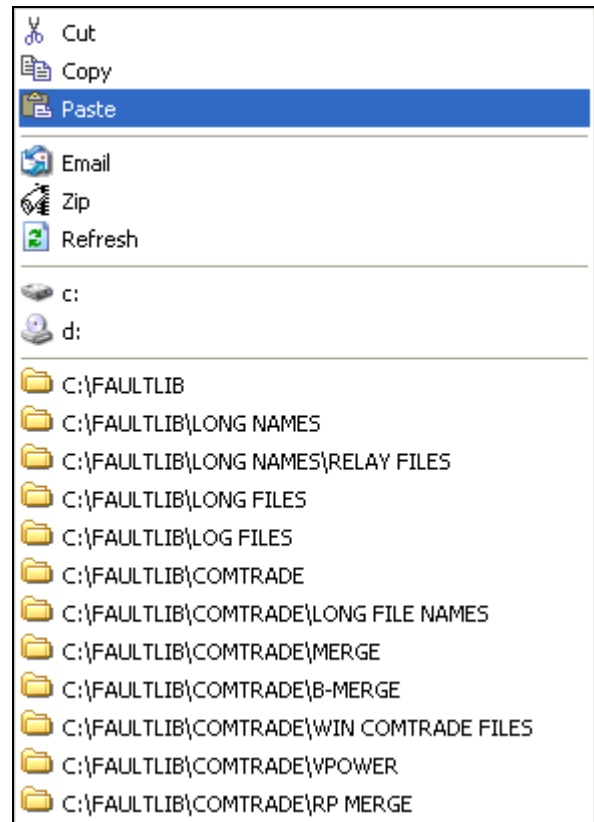 Cut
Copy
Paste
Email
Zip
Refresh
c:
d:
C:\FAULTLIB
C:\FAULTLIB\LONG NAMES
C:\FAULTLIB\LONG NAMES\RELAY FILES
C:\FAULTLIB\LONG FILES
C:\FAULTLIB\LOG FILES
C:\FAULTLIB\COMTRADE
C:\FAULTLIB\COMTRADE\LONG FILE NAMES
C:\FAULTLIB\COMTRADE\MERGE
C:\FAULTLIB\COMTRADE\B-MERGE
C:\FAULTLIB\COMTRADE\WIN COMTRADE FILES
C:\FAULTLIB\COMTRADE\VPOWER
C:\FAULTLIB\COMTRADE\RP MERGE